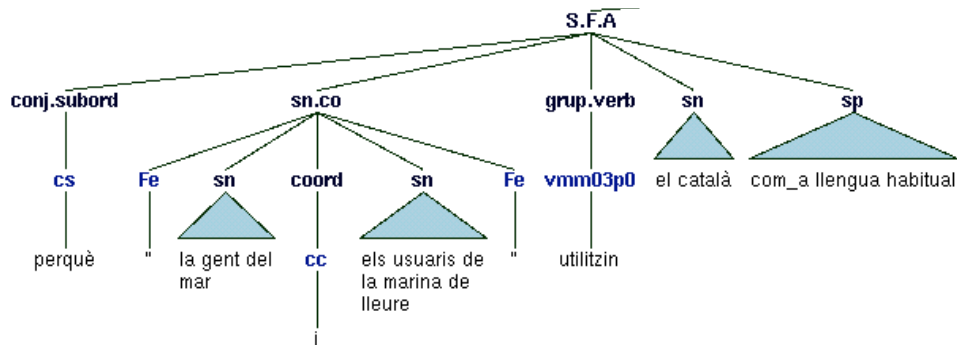 S.F.A
conj.subord sn.co grup.verb sn sp
cs Fe sn coord sn Fe vmm03p0 el català com_a llengua habitual
perquè " la gent del mar cc els usuaris de la marina de lleure " utilitzin
i